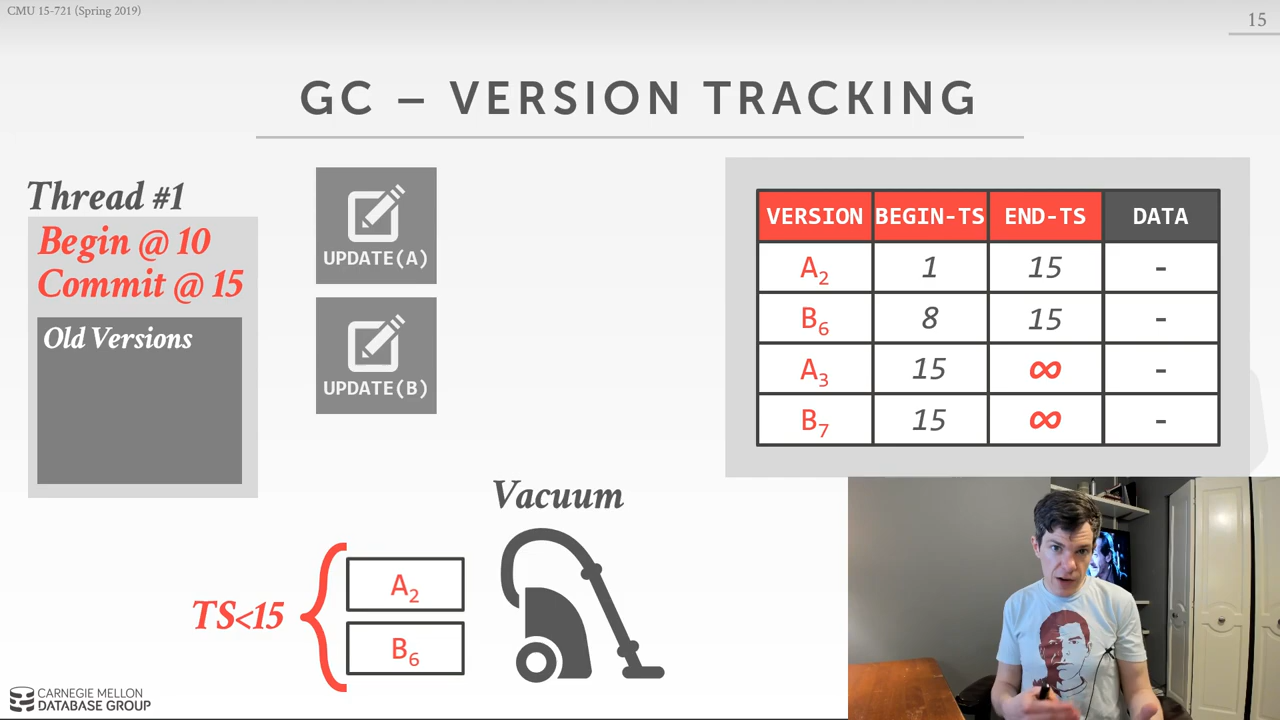 CMU 15-721 (Spring 2019)
15
GC – VERSION TRACKING
Thread #1
Begin @ 10
Commit @ 15
Old Versions
UPDATE(A)
UPDATE(B)
VERSION BEGIN-TS END-TS DATA
A2 1 15 -
B6 8 15 -
A3 15 ∞ -
B7 15 ∞ -
Vacuum
TS<15
A2
B6
CARNEGIE MELLON
DATABASE GROUP